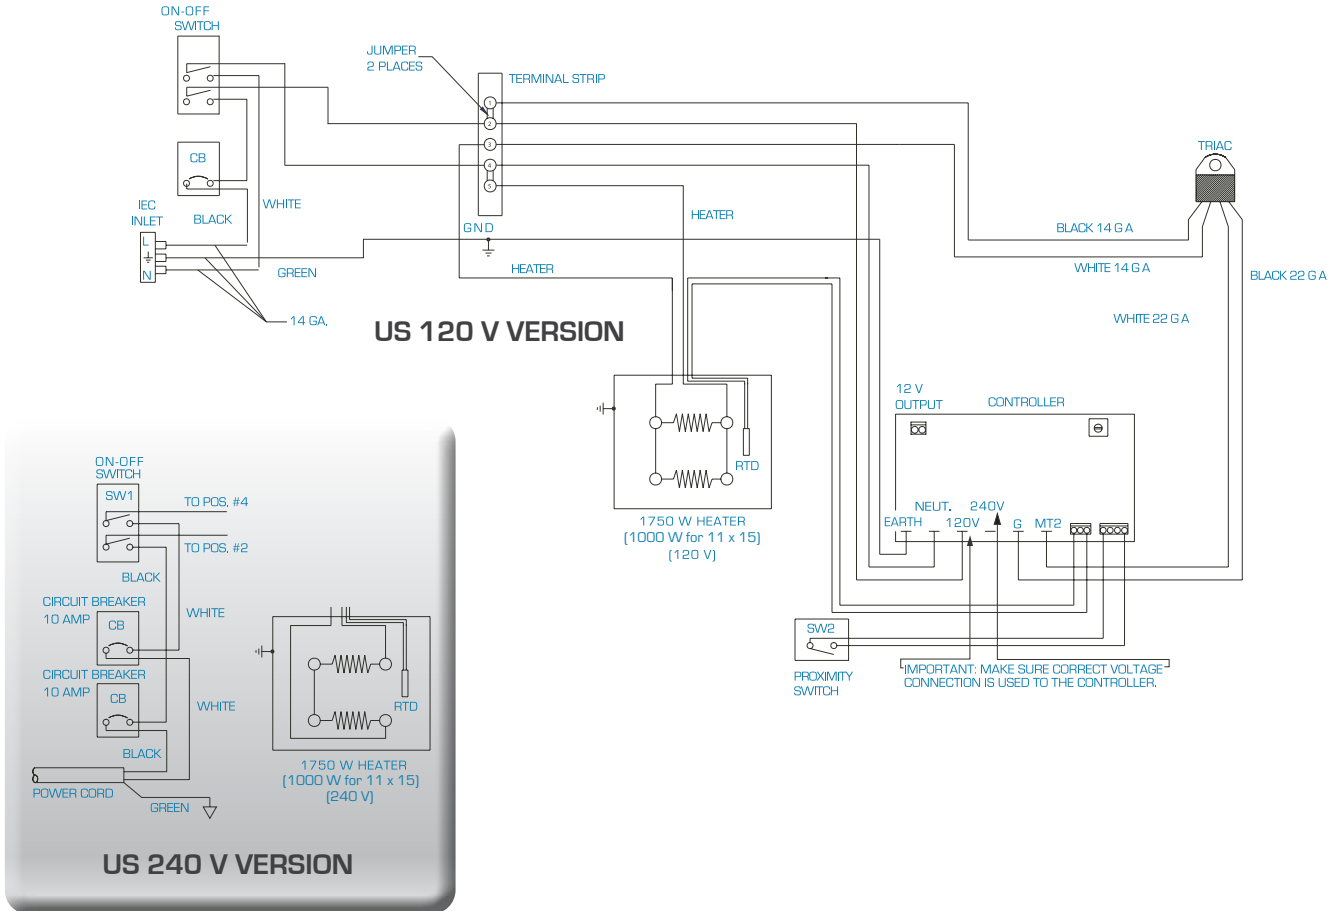 ON-OFF
SWITCH
JUMPER
2 PLACES
TERMINAL STRIP
1
2
3
4
5
CB
TRIAC
IEC
INLET
L
N
BLACK
WHITE
GND
HEATER
HEATER
GREEN
14 GA.
BLACK 14 G A
WHITE 14 G A
BLACK 22 G A
WHITE 22 G A
US 120 V VERSION
12 V
OUTPUT
CONTROLLER
RTD
1750 W HEATER
(1000 W for 11 x 15)
(120 V)
EARTH
NEUT.
120V
240V
G
MT2
SW2
PROXIMITY
SWITCH
IMPORTANT: MAKE SURE CORRECT VOLTAGE
CONNECTION IS USED TO THE CONTROLLER.
ON-OFF
SWITCH
SW1
TO POS. #4
TO POS. #2
BLACK
CIRCUIT BREAKER
10 AMP
CB
WHITE
CIRCUIT BREAKER
10 AMP
CB
WHITE
BLACK
POWER CORD
GREEN
RTD
1750 W HEATER
(1000 W for 11 x 15)
(240 V)
US 240 V VERSION